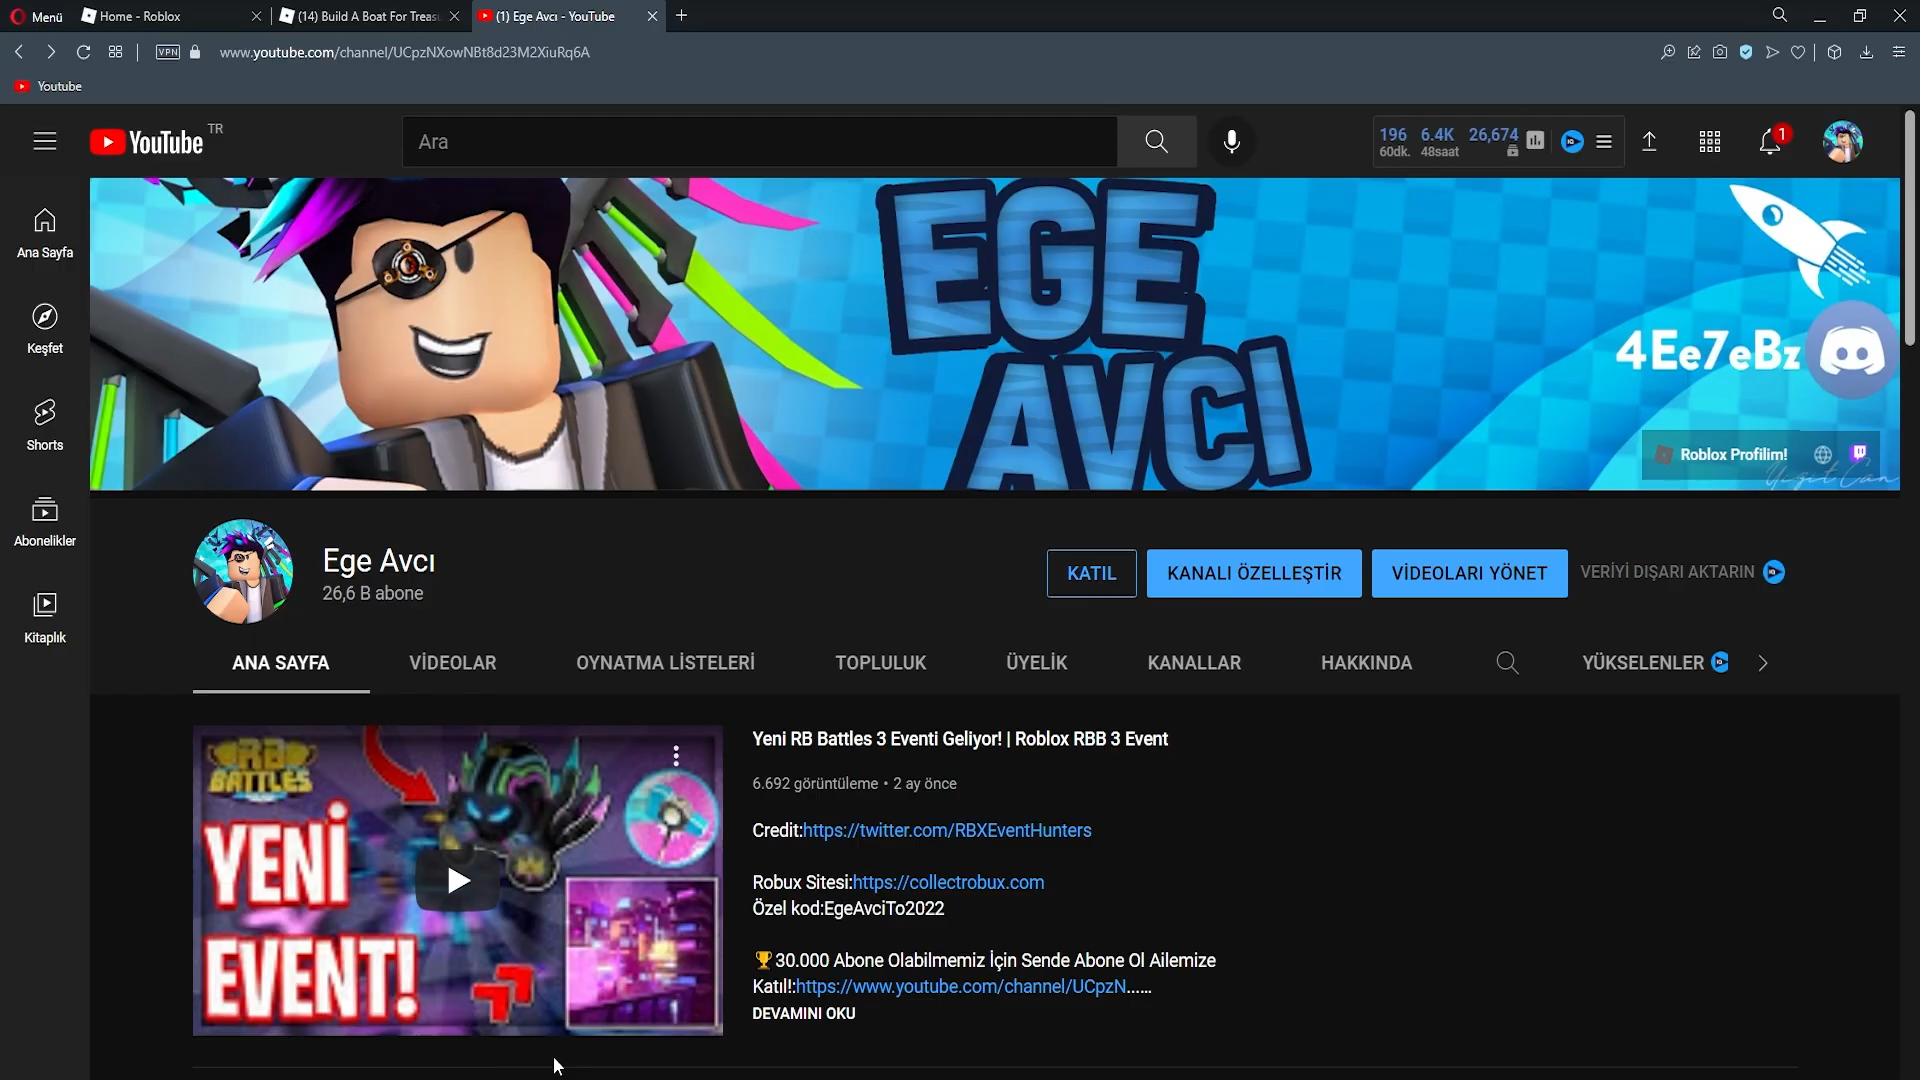 Menü
Home - Roblox
(14) Build A Boat For Treasu
(1) Ege Avcı - YouTube
VPN
www.youtube.com/channel/UCpzNXowNBt8d23M2XiuRq6A
Youtube
YouTube TR
Ara
196 6.4K 26,674
60dk. 48saat
1
Ana Sayfa
Keşfet
Shorts
Abonelikler
Kitaplık
EGE
AVCI
4Ee7eBz
Roblox Profilim!
Yigit Can
Ege Avcı
26,6 B abone
KATIL
KANALI ÖZELLEŞTİR
VİDEOLARI YÖNET
VERİYİ DIŞARI AKTARIN
ANA SAYFA
VİDEOLAR
OYNATMA LİSTELERİ
TOPLULUK
ÜYELİK
KANALLAR
HAKKINDA
YÜKSELENLER
RB
BATTLES
YENİ
EVENT!
Yeni RB Battles 3 Eventi Geliyor! | Roblox RBB 3 Event
6.692 görüntüleme • 2 ay önce
Credit:https://twitter.com/RBXEventHunters
Robux Sitesi:https://collectrobux.com
Özel kod:EgeAvciTo2022
🏆30.000 Abone Olabilmemiz İçin Sende Abone Ol Ailemize
Katıl!:https://www.youtube.com/channel/UCpzN......
DEVAMINI OKU